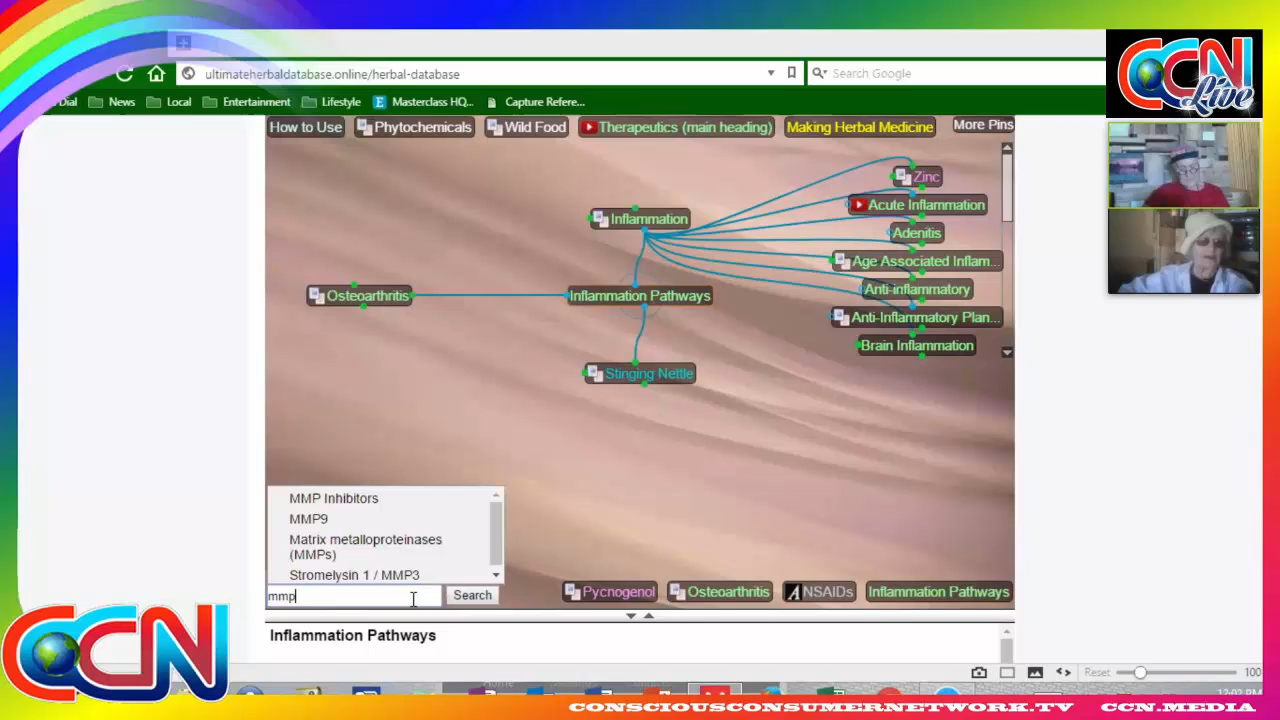 CCN
Live
ultimateherbaldatabase.online/herbal-database
Search Google
Dial
News
Local
Entertainment
Lifestyle
Masterclass HQ...
Capture Refere...
How to Use
Phytochemicals
Wild Food
Therapeutics (main heading)
Making Herbal Medicine
More Pins
Zinc
Inflammation
Acute Inflammation
Adenitis
Age Associated Inflam...
Osteoarthritis
Inflammation Pathways
Anti-inflammatory
Anti-Inflammatory Plan...
Brain Inflammation
Stinging Nettle
MMP Inhibitors
MMP9
Matrix metalloproteinases
(MMPs)
Stromelysin 1 / MMP3
mmp
Search
Pycnogenol
Osteoarthritis
NSAIDs
Inflammation Pathways
Inflammation Pathways
Reset
100
CCN
12:02 PM
CONSCIOUSCONSUMERNETWORK.TV CCN.MEDIA